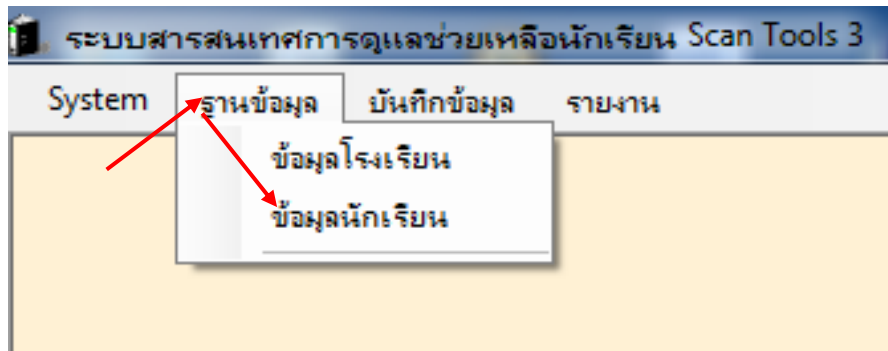 ระบบสารสนเทศการดูแลช่วยเหลือนักเรียน Scan Tools 3
System ฐานข้อมูล บันทึกข้อมูล รายงาน
ข้อมูลโรงเรียน
ข้อมูลนักเรียน